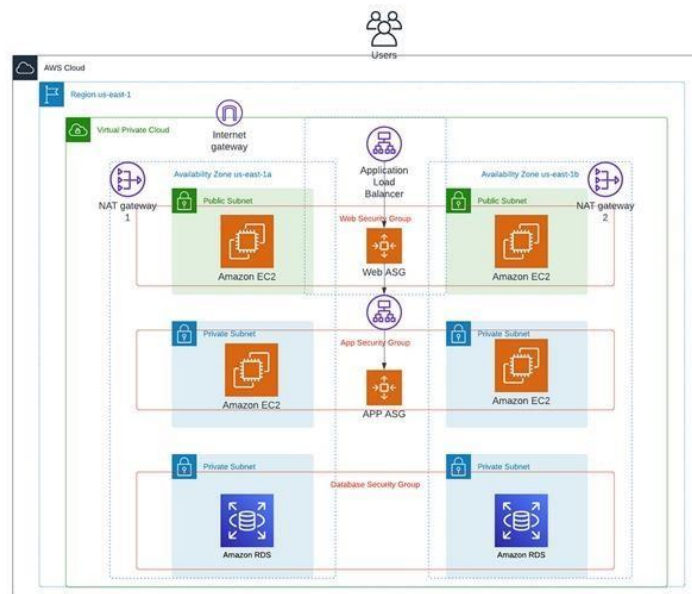 Users
AWS Cloud
Region us-east-1
Virtual Private Cloud
Internet
gateway
Application
Load
Balancer
Availability Zone us-east-1a
Availability Zone us-east-1b
NAT gateway
1
NAT gateway
2
Public Subnet
Public Subnet
Web Security Group
Amazon EC2
Web ASG
Amazon EC2
Private Subnet
Private Subnet
App Security Group
Amazon EC2
APP ASG
Amazon EC2
Private Subnet
Private Subnet
Database Security Group
Amazon RDS
Amazon RDS